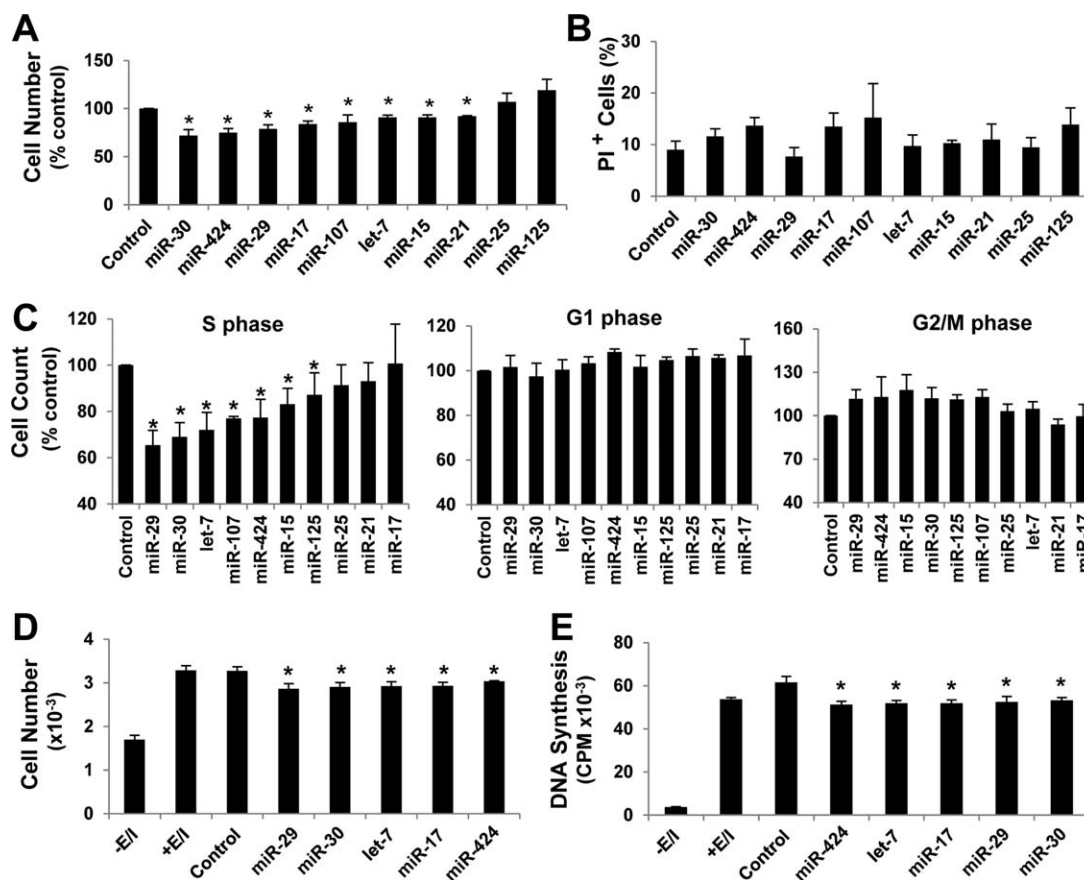 A
Cell Number
(% control)
150
100
50
0
* * * * * * * *
Control miR-30 miR-424 miR-29 miR-17 miR-107 let-7 miR-15 miR-21 miR-25 miR-125
B
PI + Cells (%)
30
20
10
0
Control miR-30 miR-424 miR-29 miR-17 miR-107 let-7 miR-15 miR-21 miR-25 miR-125
C
Cell Count
(% control)
S phase
120
100
80
60
40
* * * * * * *
Control miR-29 miR-30 let-7 miR-107 miR-424 miR-15 miR-125 miR-25 miR-21 miR-17
G1 phase
120
100
80
60
40
Control miR-29 miR-30 let-7 miR-107 miR-424 miR-15 miR-125 miR-25 miR-21 miR-17
G2/M phase
160
140
120
100
80
60
40
Control miR-29 miR-424 miR-15 miR-30 miR-125 miR-107 miR-25 let-7 miR-21 miR-17
D
Cell Number
(x10-3)
4
3
2
1
0
* * * * *
-E/I +E/I Control miR-29 miR-30 let-7 miR-17 miR-424
E
DNA Synthesis
(CPM x10-3)
80
60
40
20
0
* * * * *
-E/I +E/I Control miR-424 let-7 miR-17 miR-29 miR-30